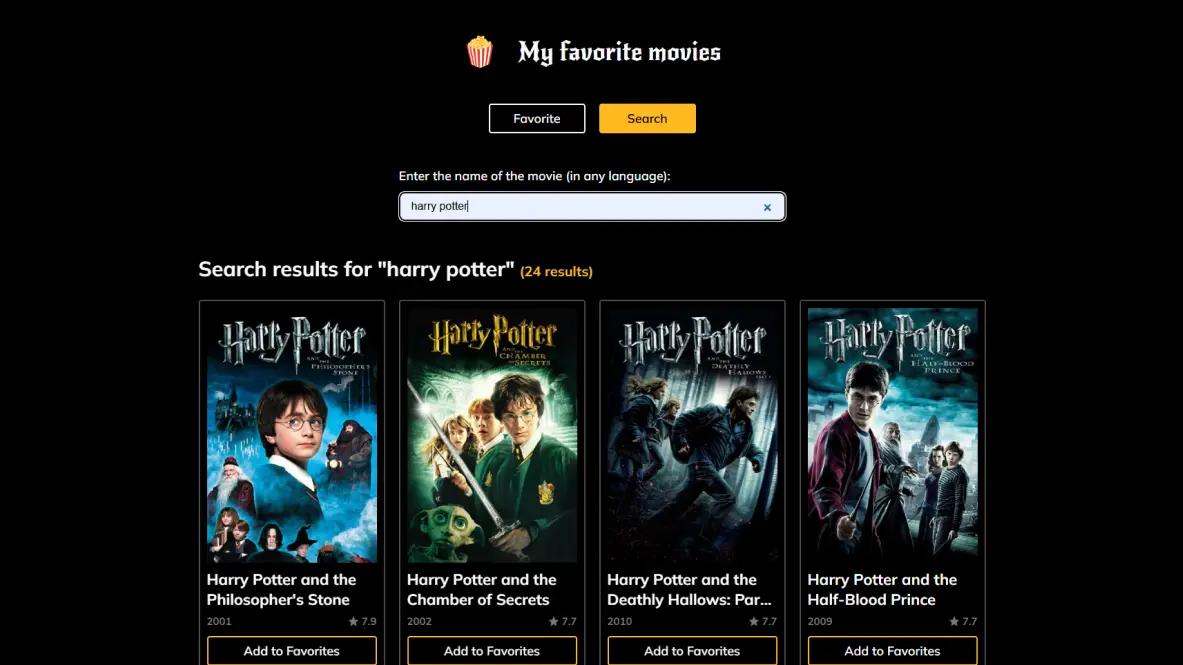 My favorite movies
Favorite
Search
Enter the name of the movie (in any language):
harry potter
Search results for "harry potter" (24 results)
Harry Potter
AND THE
PHILOSOPHER'S
STONE
Harry Potter
AND THE
CHAMBER
OF SECRETS
Harry Potter
AND THE
DEATHLY
HALLOWS
PART 1
Harry Potter
AND THE
HALF-BLOOD
PRINCE
Harry Potter and the
Philosopher's Stone
2001 ★ 7.9
Add to Favorites
Harry Potter and the
Chamber of Secrets
2002 ★ 7.7
Add to Favorites
Harry Potter and the
Deathly Hallows: Par...
2010 ★ 7.7
Add to Favorites
Harry Potter and the
Half-Blood Prince
2009 ★ 7.7
Add to Favorites